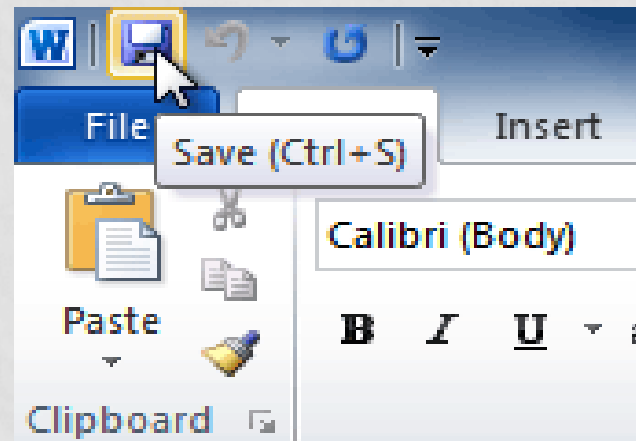 W
File
Insert
Save (Ctrl+S)
Calibri (Body)
Paste
B I U
Clipboard